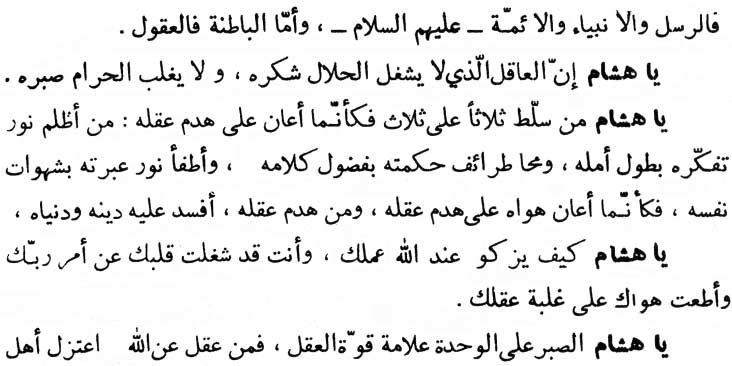 فالرسل والأنبياء والأئمّة ــ عليهم السلام ــ ، وأمّا الباطنة فالعقول .
يا هشام إنّ العاقل الّذي لا يشغل الحلال شكره ، ولا يغلب الحرام صبره .
يا هشام من سلّط ثلاثاً على ثلاث فكأنّما أعان على هدم عقله : من أظلم نور
تفكّره بطول أمله ، ومحا طرائف حكمته بفضول كلامه ، وأطفأ نور عبرته بشهوات
نفسه ، فكأنّما أعان هواه على هدم عقله ، ومن هدم عقله ، أفسد عليه دينه ودنياه ،
يا هشام كيف يزكو عند الله عملك ، وأنت قد شغلت قلبك عن أمر ربّك
وأطعت هواك على غلبة عقلك .
يا هشام الصبر على الوحدة علامة قوّة العقل ، فمن عقل عن الله اعتزل أهل